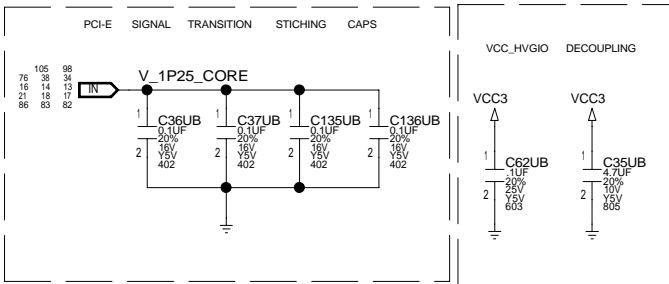 PCI-E SIGNAL TRANSITION STICHING CAPS
105 98
76 38 34
16 14 13
21 18 17
86 83 82
IN
V_1P25_CORE
1
C36UB
0.1UF
20%
16V
Y5V
402
2
1
C37UB
0.1UF
20%
16V
Y5V
402
2
1
C135UB
0.1UF
20%
16V
Y5V
402
2
1
C136UB
0.1UF
20%
16V
Y5V
402
2
VCC_HVGIO DECOUPLING
VCC3
1
C62UB
.1UF
20%
25V
Y5V
603
2
VCC3
1
C35UB
4.7UF
20%
10V
Y5V
805
2